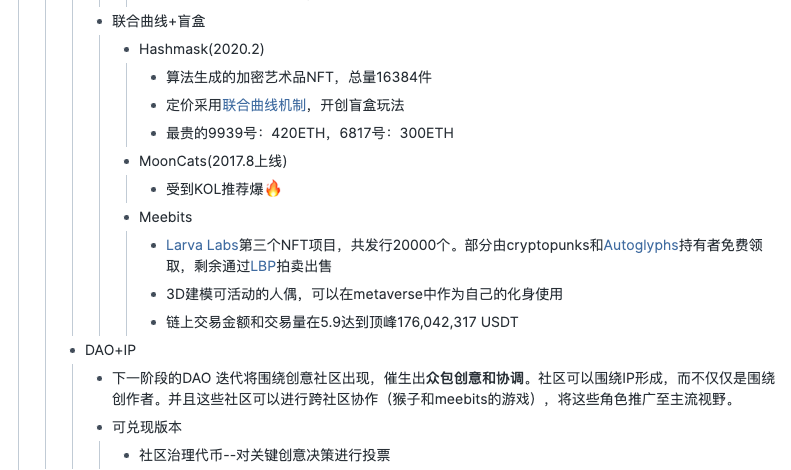 联合曲线+盲盒
Hashmask(2020.2)
算法生成的加密艺术品NFT，总量16384件
定价采用联合曲线机制，开创盲盒玩法
最贵的9939号：420ETH，6817号：300ETH
MoonCats(2017.8上线)
受到KOL推荐爆🔥
Meebits
Larva Labs第三个NFT项目，共发行20000个。部分由cryptopunks和Autoglyphs持有者免费领
取，剩余通过LBP拍卖出售
3D建模可活动的人偶，可以在metaverse中作为自己的化身使用
链上交易金额和交易量在5.9达到顶峰176,042,317 USDT
DAO+IP
下一阶段的DAO 迭代将围绕创意社区出现，催生出众包创意和协调。社区可以围绕IP形成，而不仅仅是围绕
创作者。并且这些社区可以进行跨社区协作（猴子和meebits的游戏），将这些角色推广至主流视野。
可兑现版本
社区治理代币--对关键创意决策进行投票